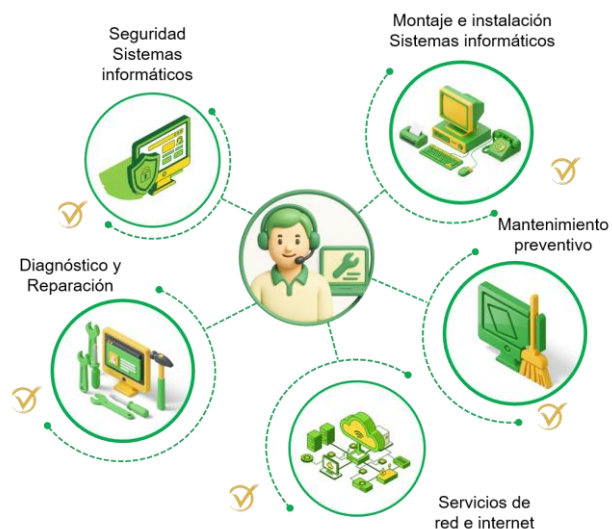 Seguridad
Sistemas
informáticos
Montaje e instalación
Sistemas informáticos
Diagnóstico y
Reparación
Mantenimiento
preventivo
Servicios de
red e internet